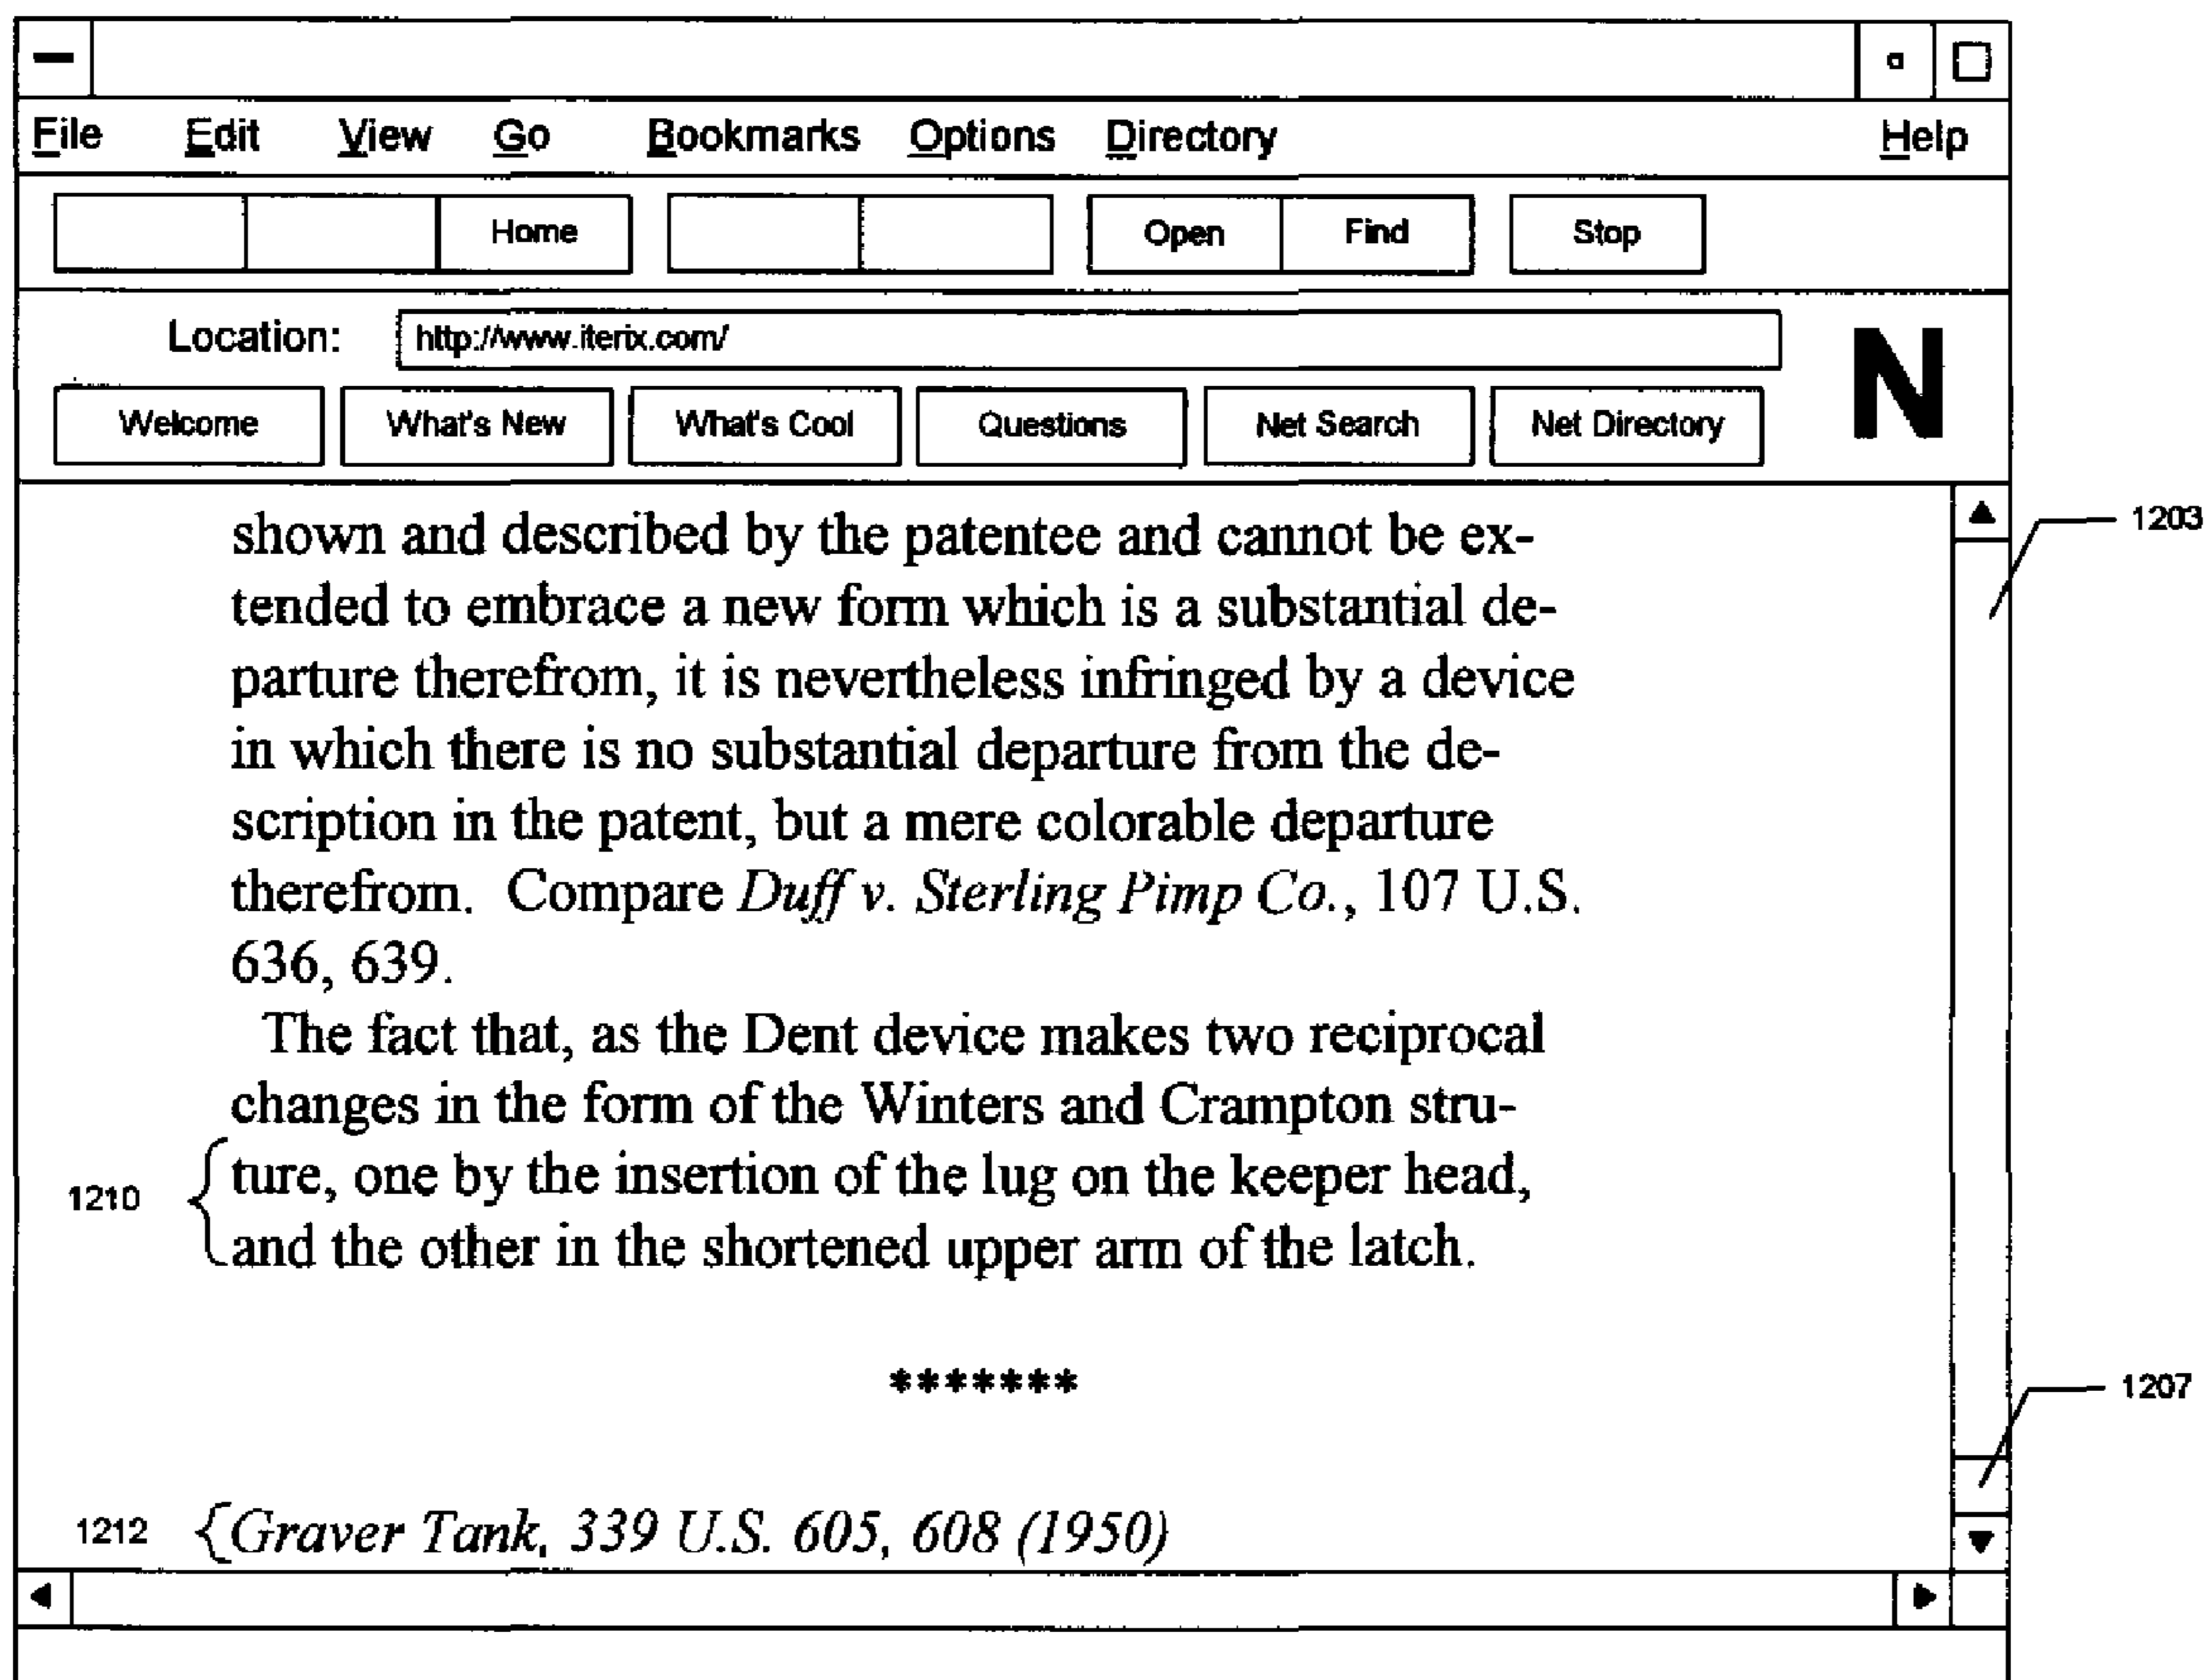 File Edit View Go Bookmarks Options Directory Help
Home Open Find Stop
Location: http://www.iterix.com/
N
Welcome What's New What's Cool Questions Net Search Net Directory
shown and described by the patentee and cannot be ex-
1203
tended to embrace a new form which is a substantial de-
parture therefrom, it is nevertheless infringed by a device
in which there is no substantial departure from the de-
scription in the patent, but a mere colorable departure
therefrom. Compare Duff v. Sterling Pimp Co., 107 U.S.
636, 639.
The fact that, as the Dent device makes two reciprocal
changes in the form of the Winters and Crampton stru-
1210 ture, one by the insertion of the lug on the keeper head,
and the other in the shortened upper arm of the latch.
*******
1207
1212 Graver Tank, 339 U.S. 605, 608 (1950)